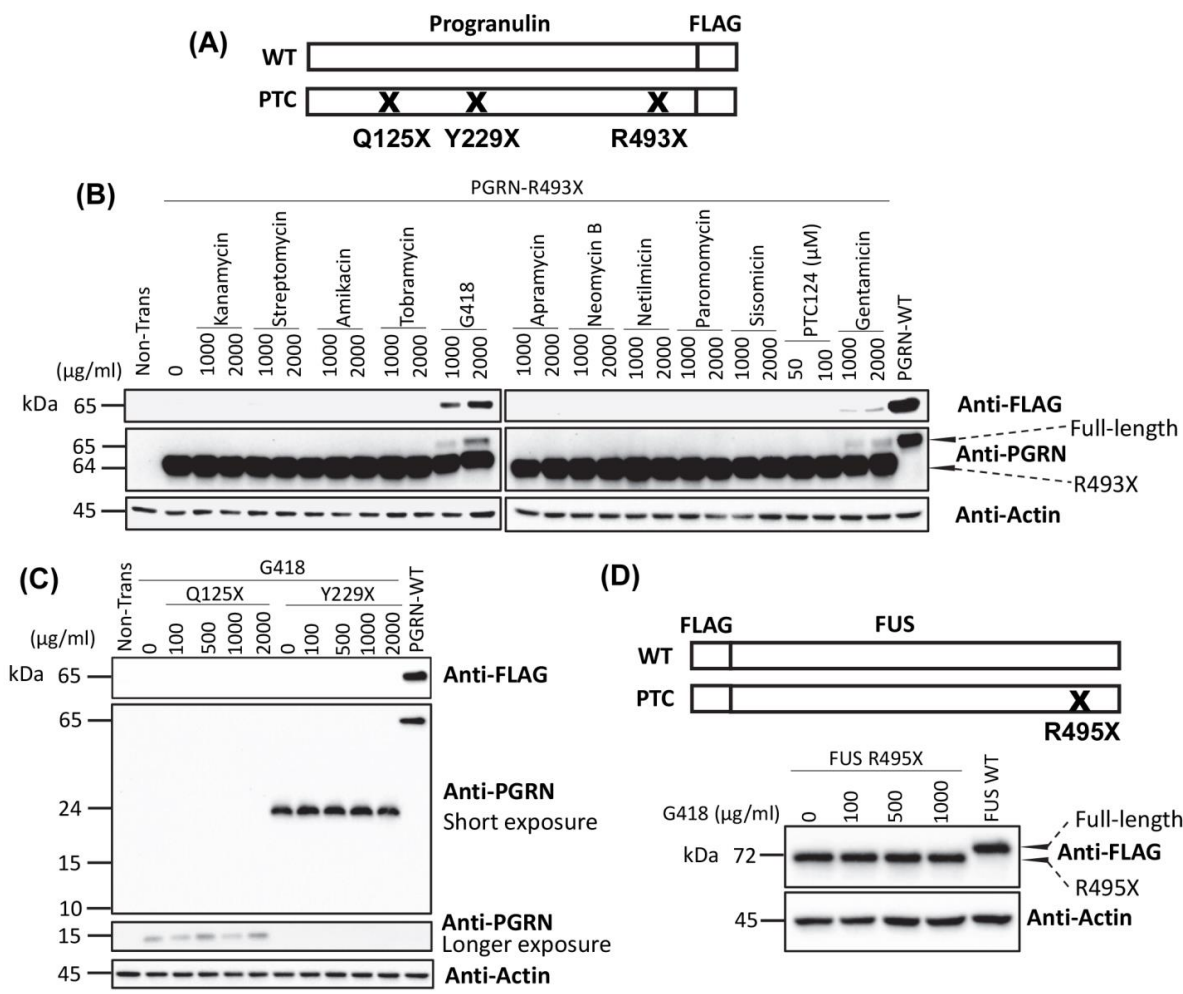 (A)
Progranulin FLAG
WT
PTC
X X X
Q125X Y229X R493X
(B)
PGRN-R493X
Non-Trans Kanamycin Streptomycin Amikacin Tobramycin G418 Apramycin Neomycin B Netilmicin Paromomycin Sisomicin PTC124 (µM) Gentamicin PGRN-WT
(µg/ml) 0 1000 2000 1000 2000 1000 2000 1000 2000 1000 2000 1000 2000 1000 2000 1000 2000 1000 2000 1000 2000 50 100 1000 2000
kDa 65 Anti-FLAG
65 Full-length
Anti-PGRN
64
R493X
45 Anti-Actin
(C)
G418
Non-Trans Q125X Y229X PGRN-WT
(µg/ml) 0 100 500 1000 2000 0 100 500 1000 2000
kDa 65 Anti-FLAG
65
Anti-PGRN
24 Short exposure
15
10
Anti-PGRN
15 Longer exposure
45 Anti-Actin
(D)
FLAG FUS
WT
PTC X
R495X
FUS R495X FUS WT
G418 (µg/ml) 0 100 500 1000
Full-length
kDa 72 Anti-FLAG
R495X
45 Anti-Actin